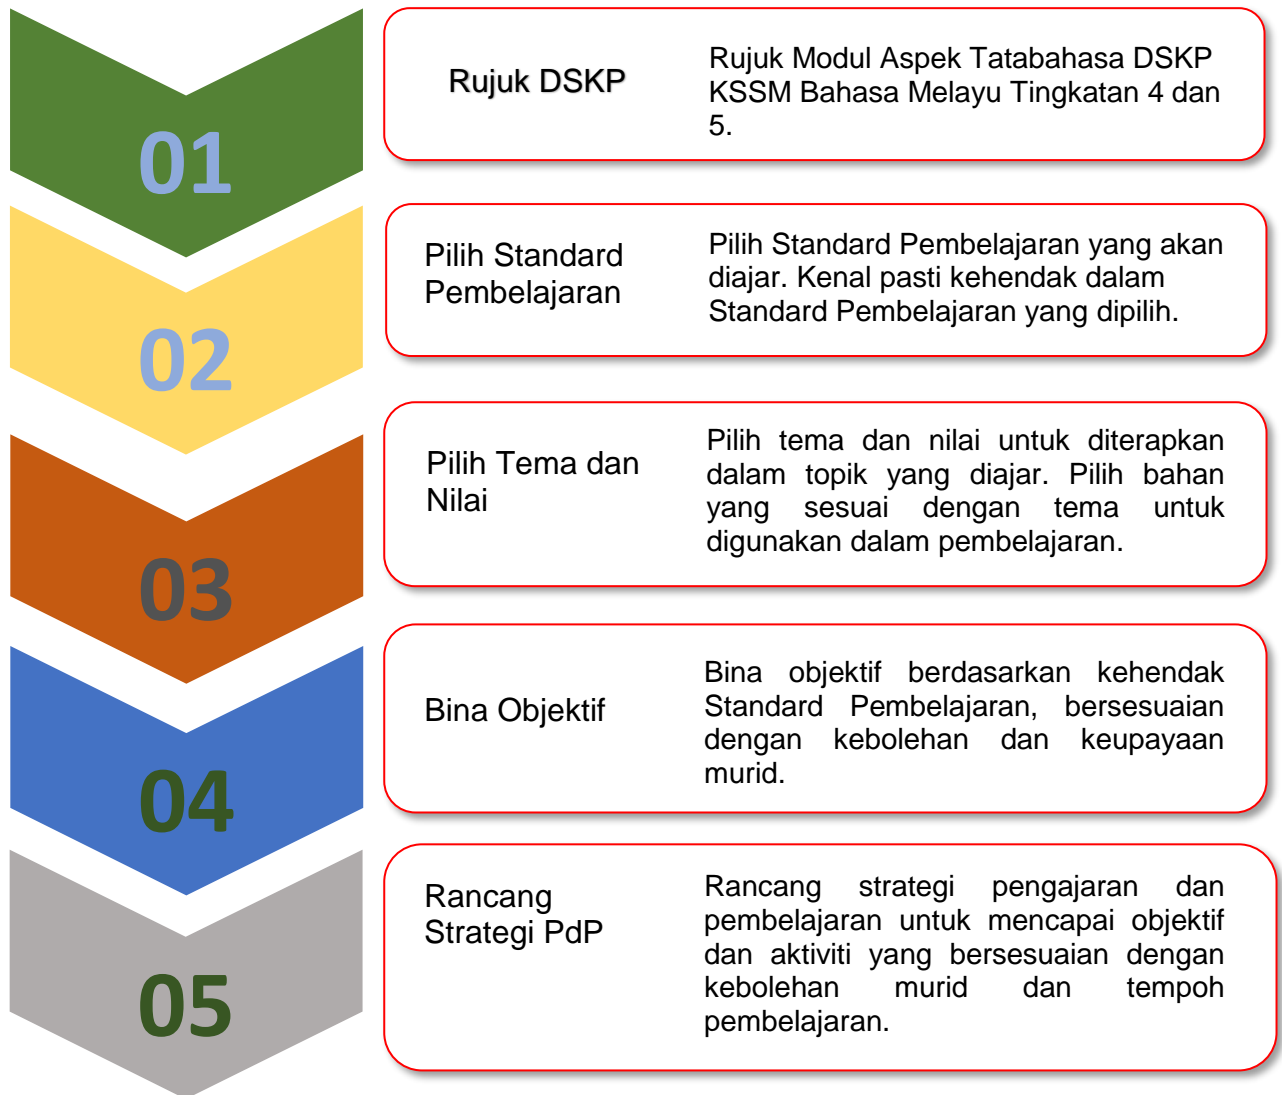 01
Rujuk DSKP
Rujuk Modul Aspek Tatabahasa DSKP
KSSM Bahasa Melayu Tingkatan 4 dan
5.
02
Pilih Standard
Pembelajaran
Pilih Standard Pembelajaran yang akan
diajar. Kenal pasti kehendak dalam
Standard Pembelajaran yang dipilih.
03
Pilih Tema dan
Nilai
Pilih tema dan nilai untuk diterapkan
dalam topik yang diajar. Pilih bahan
yang sesuai dengan tema untuk
digunakan dalam pembelajaran.
04
Bina Objektif
Bina objektif berdasarkan kehendak
Standard Pembelajaran, bersesuaian
dengan kebolehan dan keupayaan
murid.
05
Rancang
Strategi PdP
Rancang strategi pengajaran dan
pembelajaran untuk mencapai objektif
dan aktiviti yang bersesuaian dengan
kebolehan murid dan tempoh
pembelajaran.